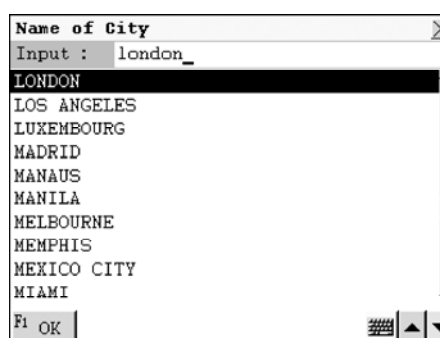 Name of City
Input : london_
LONDON
LOS ANGELES
LUXEMBOURG
MADRID
MANAUS
MANILA
MELBOURNE
MEMPHIS
MEXICO CITY
MIAMI
F1 OK